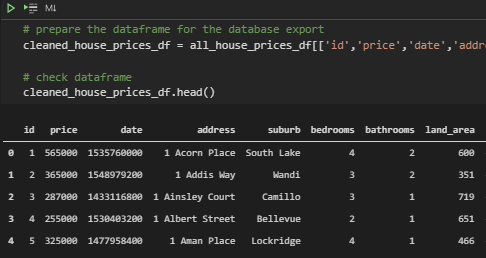 M↓
# prepare the dataframe for the database export
cleaned_house_prices_df = all_house_prices_df[['id','price','date','addr
# check dataframe
cleaned_house_prices_df.head()
id price date address suburb bedrooms bathrooms land_area
0 1 565000 1535760000 1 Acorn Place South Lake 4 2 600
1 2 365000 1548979200 1 Addis Way Wandi 3 2 351
2 3 287000 1433116800 1 Ainsley Court Camillo 3 1 719
3 4 255000 1530403200 1 Albert Street Bellevue 2 1 651
4 5 325000 1477958400 1 Aman Place Lockridge 4 1 466